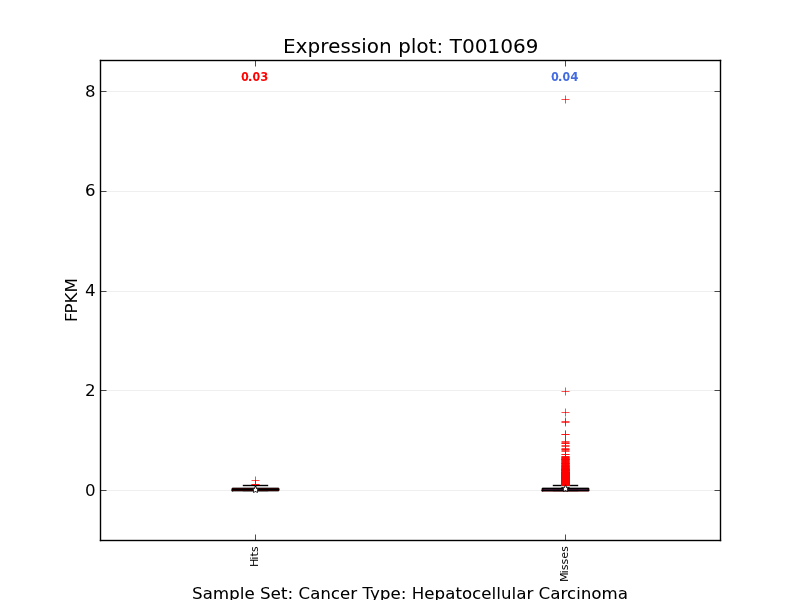 Expression plot: T001069
0.03
0.04
8
6
4
2
0
FPKM
Hits
Misses
Sample Set: Cancer Type: Hepatocellular Carcinoma